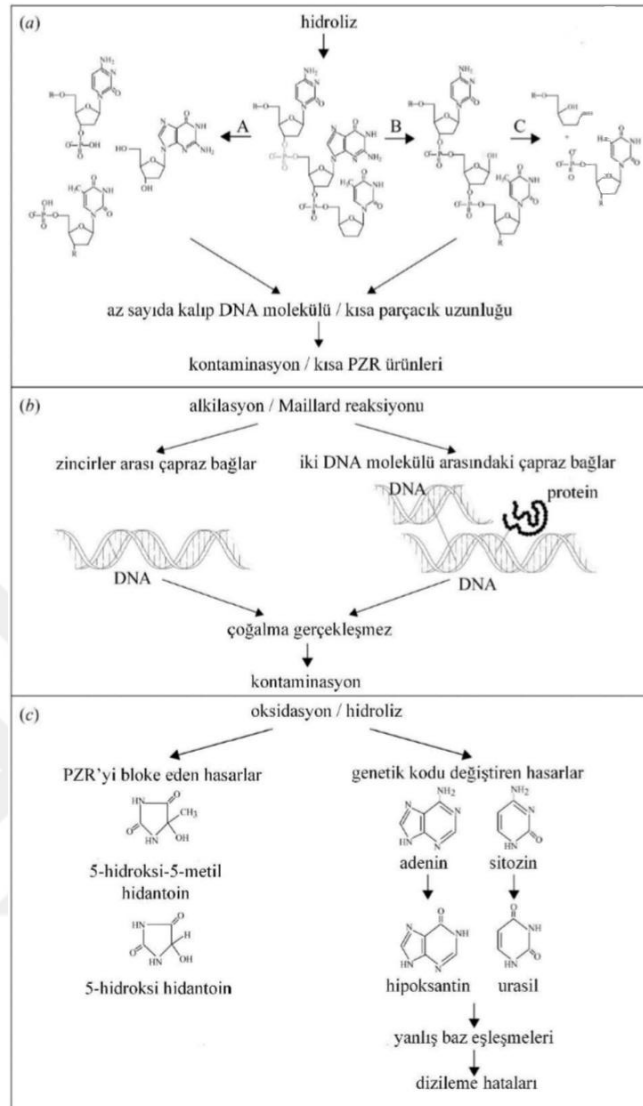 (a)
hidroliz
A
B
C
az sayıda kalıp DNA molekülü / kısa parçacık uzunluğu
kontaminasyon / kısa PZR ürünleri
(b)
alkilasyon / Maillard reaksiyonu
zincirler arası çapraz bağlar
iki DNA molekülü arasındaki çapraz bağlar
DNA
protein
DNA
DNA
çoğalma gerçekleşmez
kontaminasyon
(c)
oksidasyon / hidroliz
PZR'yi bloke eden hasarlar
genetik kodu değiştiren hasarlar
5-hidroksi-5-metil
hidantoin
5-hidroksi hidantoin
adenin
sitozin
hipoksantin
urasil
yanlış baz eşleşmeleri
dizileme hataları